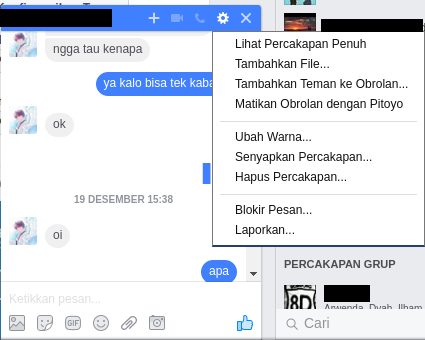 ngga tau kenapa
ya kalo bisa tek kaba
ok
19 DESEMBER 15:38
oi
apa
Ketikkan pesan...
GIF
Lihat Percakapan Penuh
Tambahkan File...
Tambahkan Teman ke Obrolan...
Matikan Obrolan dengan Pitoyo
Ubah Warna...
Senyapkan Percakapan...
Hapus Percakapan...
Blokir Pesan...
Laporkan...
PERCAKAPAN GRUP
8D
Arwenda, Dyah, Ilham
Cari